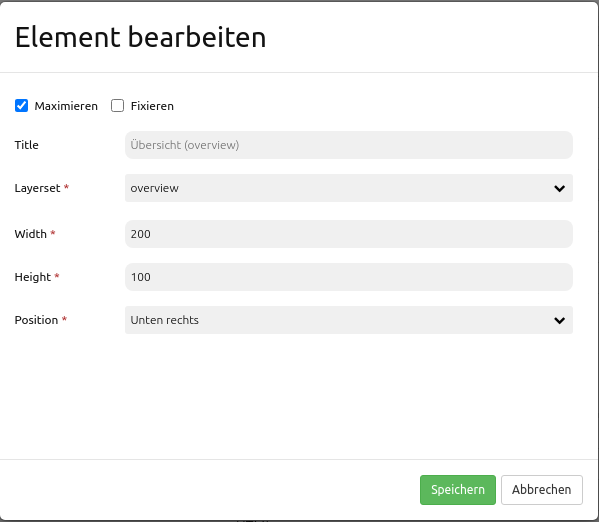 Element bearbeiten
Maximieren Fixieren
Title Übersicht (overview)
Layerset * overview
Width * 200
Height * 100
Position * Unten rechts
Speichern Abbrechen